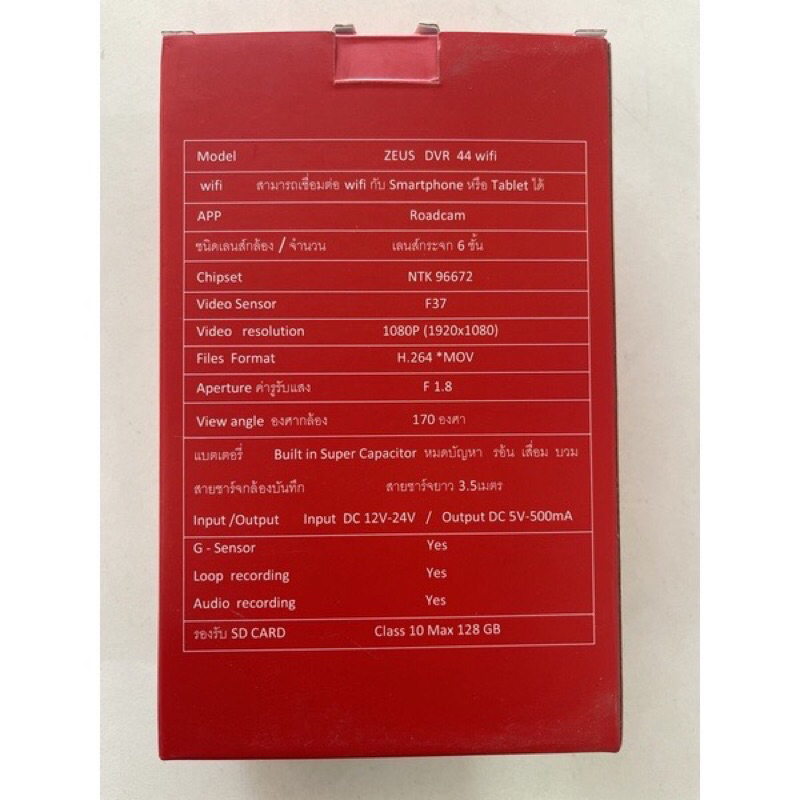 Model ZEUS DVR 44 wifi
wifi สามารถเชื่อมต่อ wifi กับ Smartphone หรือ Tablet ได้
APP Roadcam
ชนิดเลนส์กล้อง / จำนวน เลนส์กระจก 6 ชั้น
Chipset NTK 96672
Video Sensor F37
Video resolution 1080P (1920x1080)
Files Format H.264 *MOV
Aperture ค่ารูรับแสง F 1.8
View angle องศากล้อง 170 องศา
แบตเตอรี่ Built in Super Capacitor หมดบัญหา รอ้น เสื่อม บวม
สายชาร์จกล้องบันทึก สายชาร์จยาว 3.5เมตร
Input /Output Input DC 12V-24V / Output DC 5V-500mA
G - Sensor Yes
Loop recording Yes
Audio recording Yes
รองรับ SD CARD Class 10 Max 128 GB